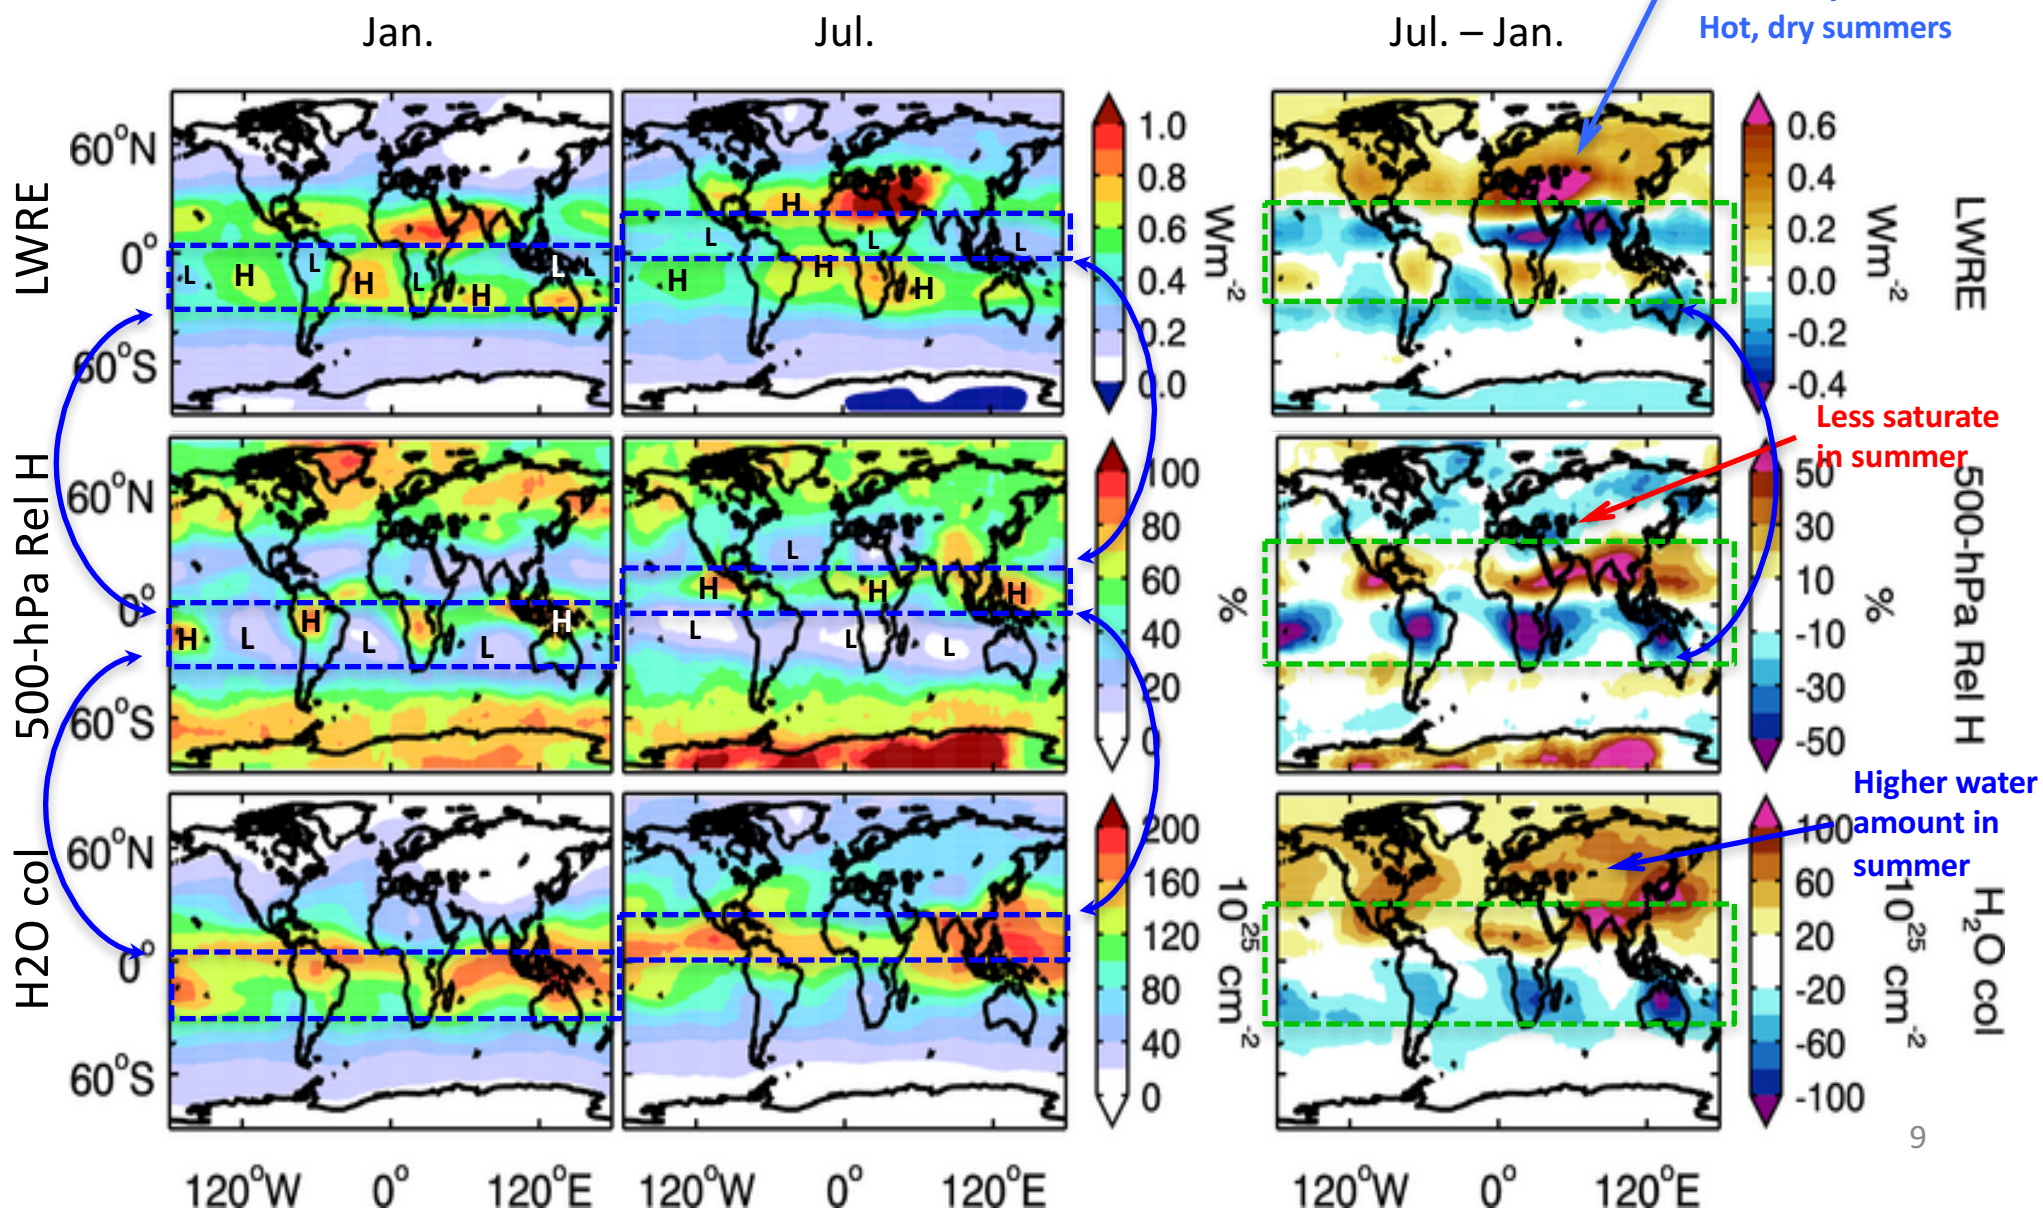 Jan.
Jul.
Jul. – Jan.
Hot, dry summers
LWRE
60°N
0°
60°S
H
L
L
L
H
L
H
L
H
L
L
H
L
L
H
H
H
1.0
0.8
0.6
0.4
0.2
0.0
Wm-2
0.6
0.4
0.2
0.0
-0.2
-0.4
Wm-2
LWRE
Less saturate
in summer
500-hPa Rel H
60°N
0°
60°S
H
L
H
L
L
H
L
H
H
H
L
L
L
100
80
60
40
20
0
%
50
30
10
-10
-30
-50
%
500-hPa Rel H
Higher water
amount in
summer
H2O col
60°N
0°
60°S
200
160
120
80
40
0
10 25 cm-2
100
60
20
-20
-60
-100
10 25 cm-2
H2O col
9
120°W
0°
120°E
120°W
0°
120°E
120°W
0°
120°E